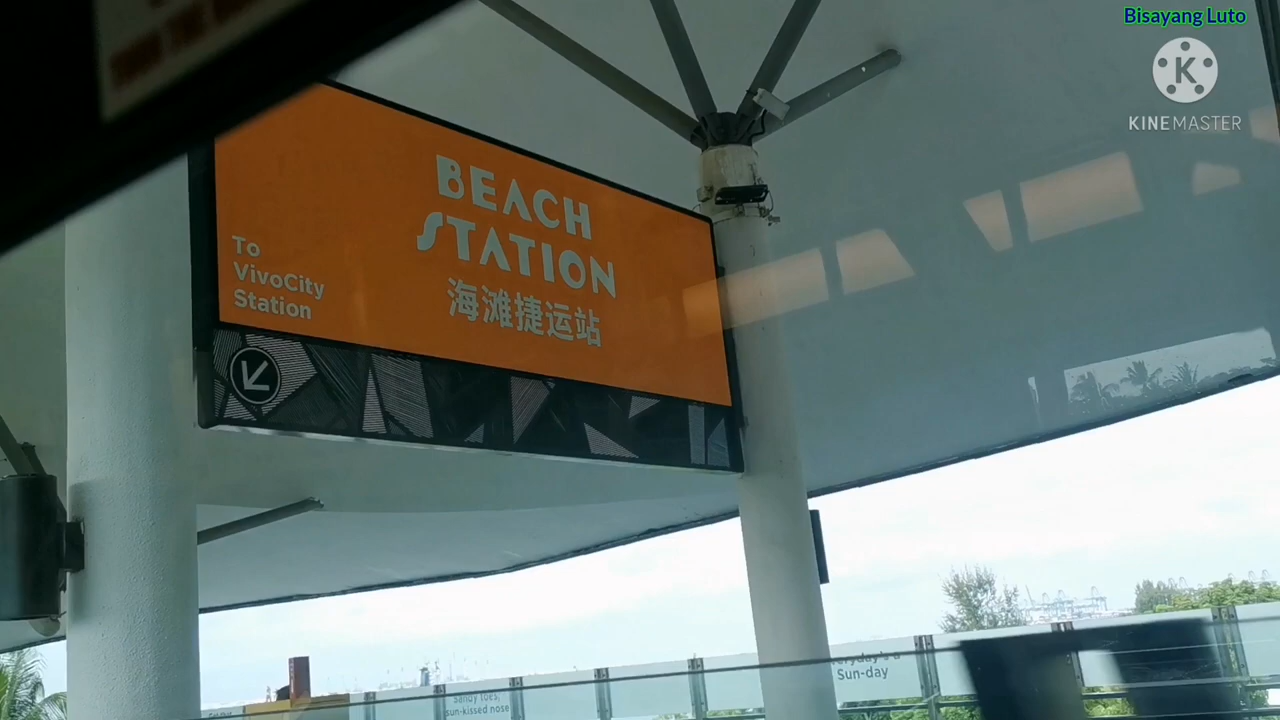 Bisayang Luto
KINEMASTER
BEACH
STATION
海滩捷运站
To
VivoCity
Station
Sandy toes,
sun-kissed nose
Sun-day